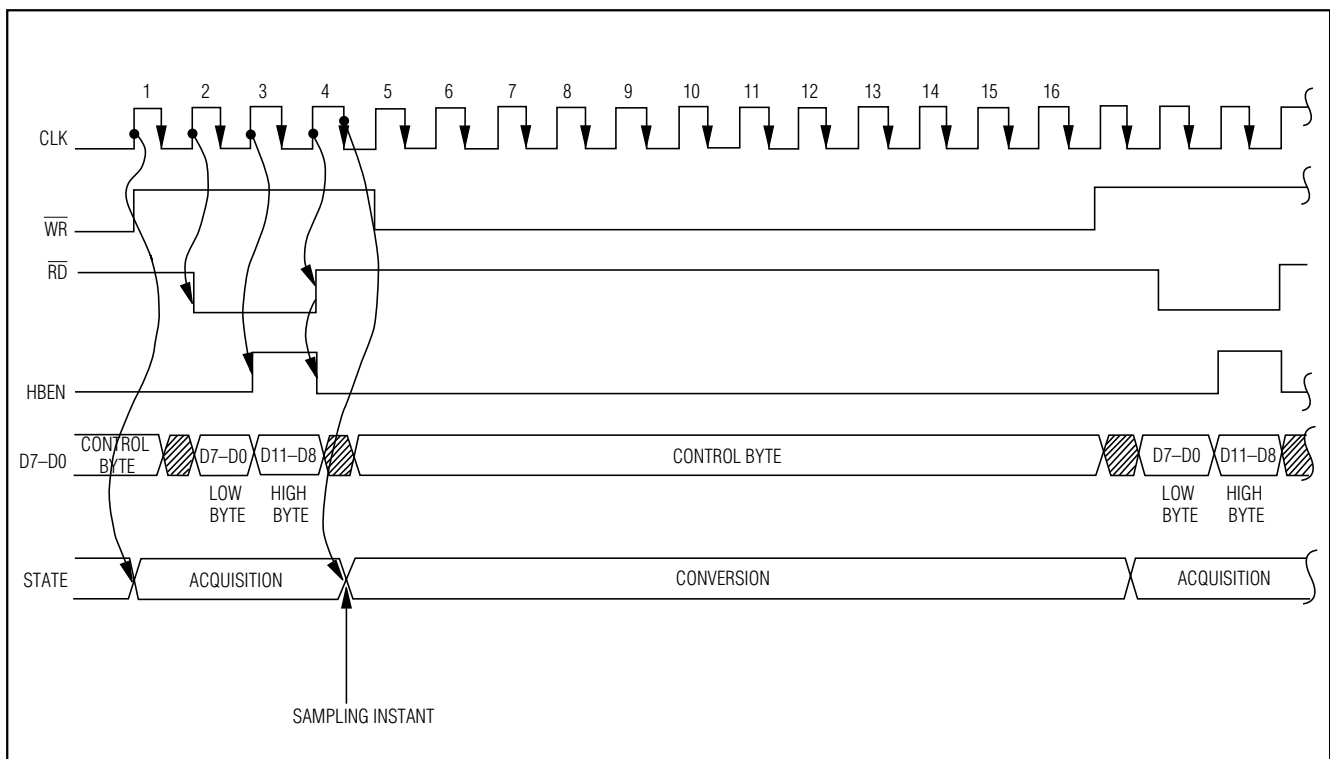 1 2 3 4 5 6 7 8 9 10 11 12 13 14 15 16
CLK
WR
RD
HBEN
D7–D0 CONTROL BYTE D7–D0 D11–D8 CONTROL BYTE D7–D0 D11–D8
LOW BYTE HIGH BYTE LOW BYTE HIGH BYTE
STATE ACQUISITION CONVERSION ACQUISITION
SAMPLING INSTANT